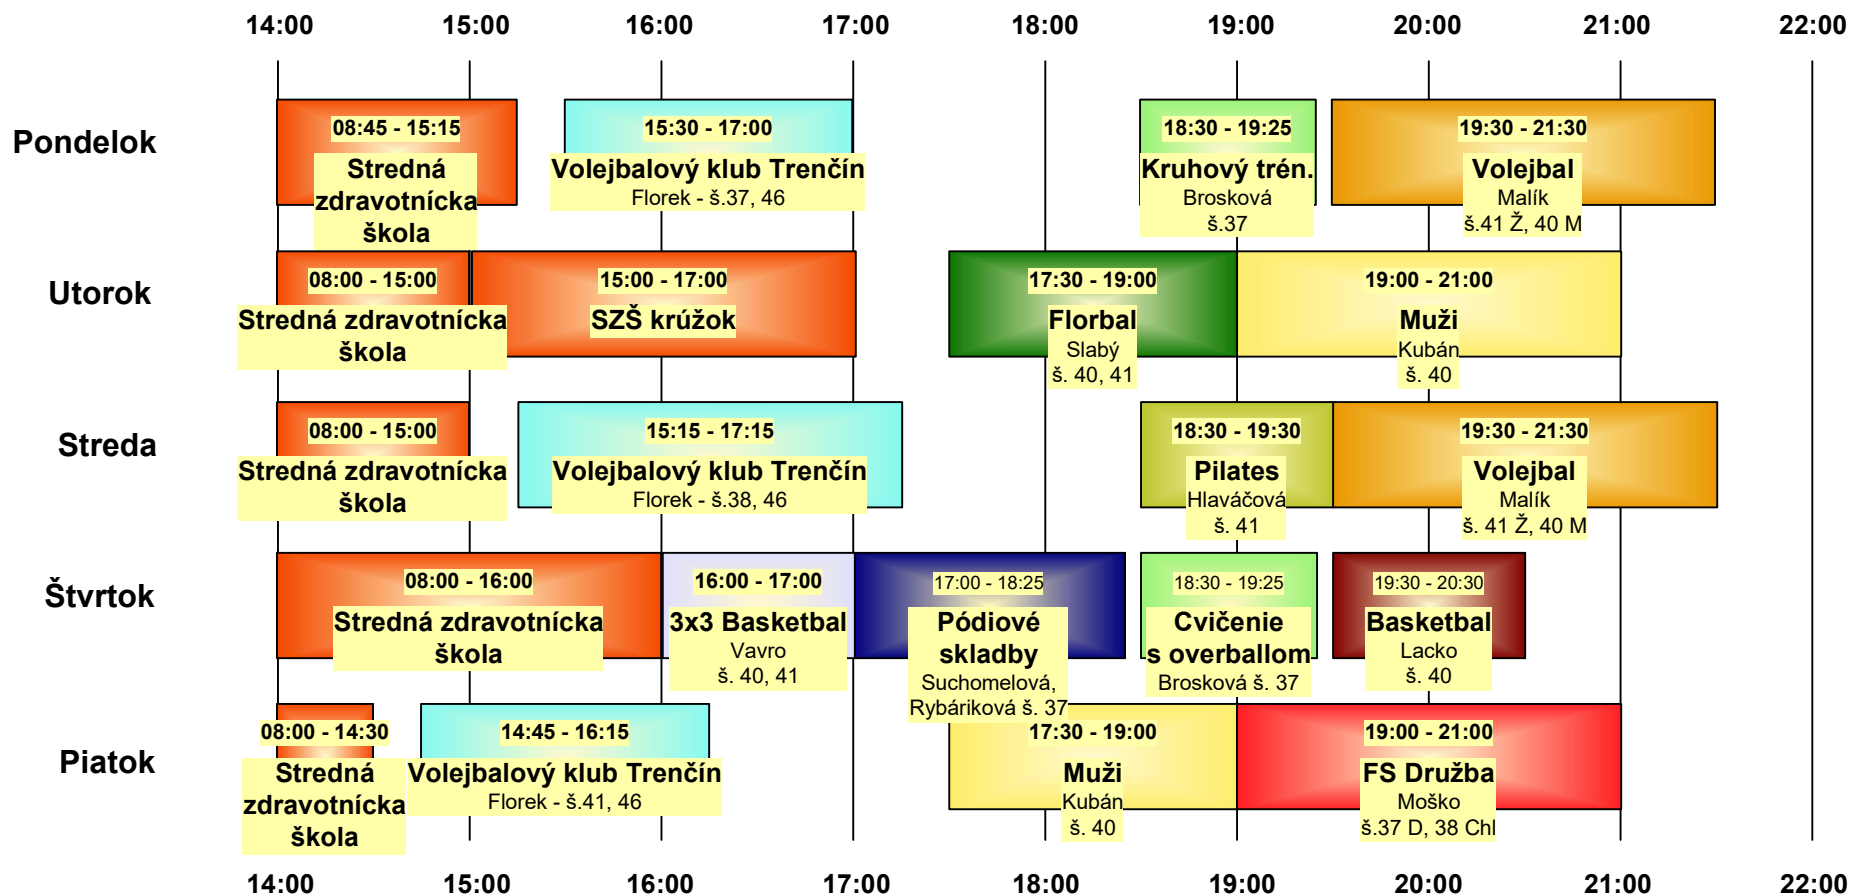 14:00 15:00 16:00 17:00 18:00 19:00 20:00 21:00 22:00
Pondelok
08:45 - 15:15
Stredná
zdravotnícka
škola
15:30 - 17:00
Volejbalový klub Trenčín
Florek - š.37, 46
18:30 - 19:25
Kruhový trén.
Brosková
š.37
19:30 - 21:30
Volejbal
Malík
š.41 Ž, 40 M
Utorok
08:00 - 15:00
Stredná zdravotnícka
škola
15:00 - 17:00
SZŠ krúžok
17:30 - 19:00
Florbal
Slabý
š. 40, 41
19:00 - 21:00
Muži
Kubán
š. 40
Streda
08:00 - 15:00
Stredná zdravotnícka
škola
15:15 - 17:15
Volejbalový klub Trenčín
Florek - š.38, 46
18:30 - 19:30
Pilates
Hlaváčová
š. 41
19:30 - 21:30
Volejbal
Malík
š. 41 Ž, 40 M
Štvrtok
08:00 - 16:00
Stredná zdravotnícka
škola
16:00 - 17:00
3x3 Basketbal
Vavro
š. 40, 41
17:00 - 18:25
Pódiové
skladby
Suchomelová,
Rybáriková š. 37
18:30 - 19:25
Cvičenie
s overballom
Brosková š. 37
19:30 - 20:30
Basketbal
Lacko
š. 40
Piatok
08:00 - 14:30
Stredná
zdravotnícka
škola
14:45 - 16:15
Volejbalový klub Trenčín
Florek - š.41, 46
17:30 - 19:00
Muži
Kubán
š. 40
19:00 - 21:00
FS Družba
Moško
š.37 D, 38 Chl
14:00 15:00 16:00 17:00 18:00 19:00 20:00 21:00 22:00